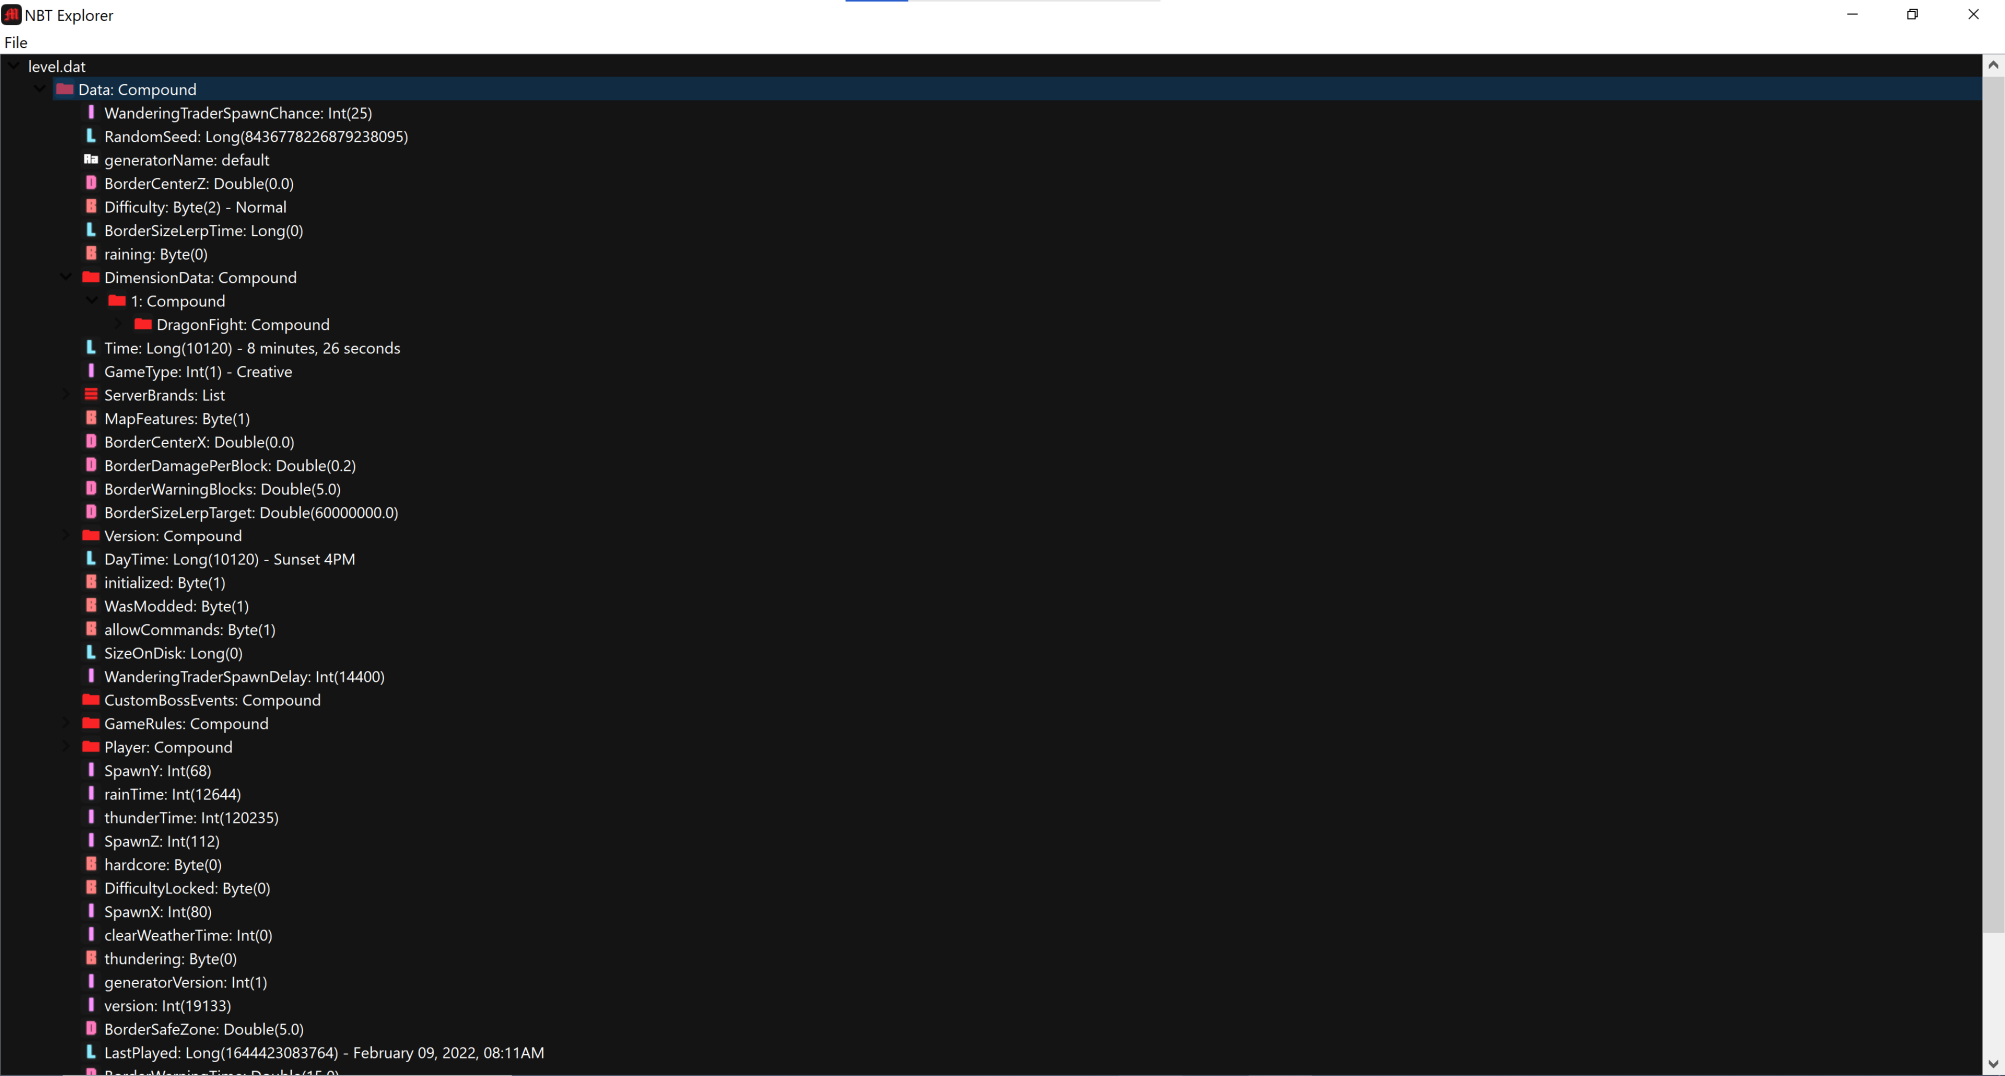 NBT Explorer
File
level.dat
Data: Compound
WanderingTraderSpawnChance: Int(25)
RandomSeed: Long(8436778226879238095)
generatorName: default
BorderCenterZ: Double(0.0)
Difficulty: Byte(2) - Normal
BorderSizeLerpTime: Long(0)
raining: Byte(0)
DimensionData: Compound
1: Compound
DragonFight: Compound
Time: Long(10120) - 8 minutes, 26 seconds
GameType: Int(1) - Creative
ServerBrands: List
MapFeatures: Byte(1)
BorderCenterX: Double(0.0)
BorderDamagePerBlock: Double(0.2)
BorderWarningBlocks: Double(5.0)
BorderSizeLerpTarget: Double(60000000.0)
Version: Compound
DayTime: Long(10120) - Sunset 4PM
initialized: Byte(1)
WasModded: Byte(1)
allowCommands: Byte(1)
SizeOnDisk: Long(0)
WanderingTraderSpawnDelay: Int(14400)
CustomBossEvents: Compound
GameRules: Compound
Player: Compound
SpawnY: Int(68)
rainTime: Int(12644)
thunderTime: Int(120235)
SpawnZ: Int(112)
hardcore: Byte(0)
DifficultyLocked: Byte(0)
SpawnX: Int(80)
clearWeatherTime: Int(0)
thundering: Byte(0)
generatorVersion: Int(1)
version: Int(19133)
BorderSafeZone: Double(5.0)
LastPlayed: Long(1644423083764) - February 09, 2022, 08:11AM
BorderWarningTime: Double(15.0)